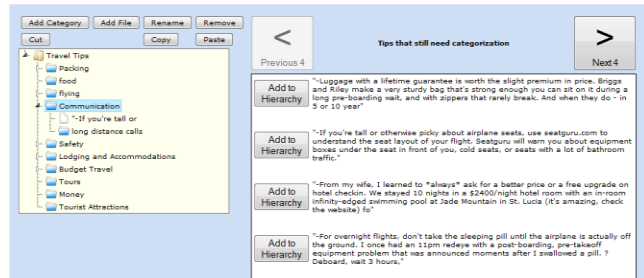 Add Category Add File Rename Remove
Cut Copy Paste
Travel Tips
Packing
food
flying
Communication
"-If you're tall or
long distance calls
Safety
Lodging and Accommodations
Budget Travel
Tours
Money
Tourist Attractions
<
Previous 4
Tips that still need categorization
>
Next4
Add to Hierarchy
"-Luggage with a lifetime guarantee is worth the slight premium in price. Briggs
and Riley make a very sturdy bag that's strong enough you can sit on it during a
long pre-boarding wait, and with zippers that rarely break. And when they do - in
5 or 10 year"
Add to Hierarchy
"-If you're tall or otherwise picky about airplane seats, use seatguru.com to
understand the seat layout of your flight. Seatguru will warn you about equipment
boxes under the seat in front of you, cold seats, or seats with a lot of bathroom
traffic."
Add to Hierarchy
"-From my wife, I learned to *always* ask for a better price or a free upgrade on
hotel checkin. We stayed 10 nights in a $2400/night hotel room with an in-room
infinity-edged swimming pool at Jade Mountain in St. Lucia (it's amazing, check
the website) fo"
Add to Hierarchy
"-For overnight flights, don't take the sleeping pill until the airplane is actually off
the ground. I once had an 11pm redeye with a post-boarding, pre-takeoff
equipment problem that was announced moments after I swallowed a pill. ?
Deboard, wait 3 hours,"